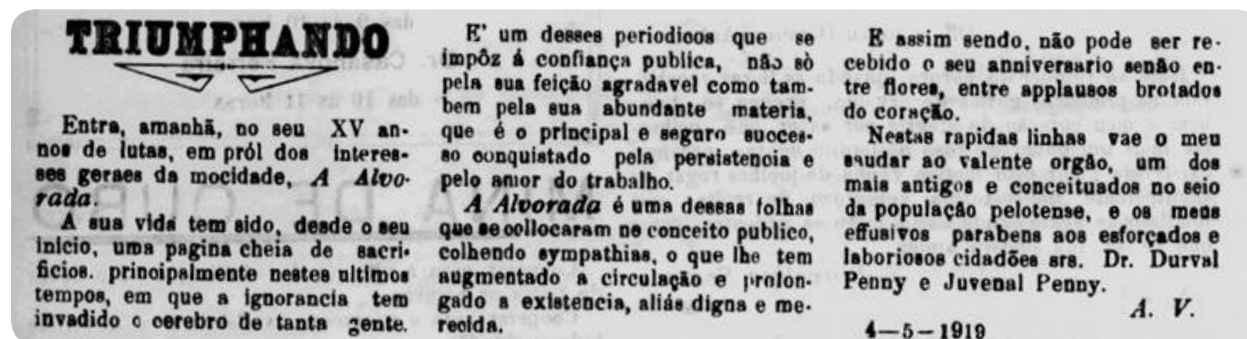 TRIUMPHANDO
Entra, amanhã, no seu XV an-
nos de lutas, em pról dos interes-
ses geraes da mocidade, A Alvo-
rada.
A sua vida tem sido, desde o seu
inicio, uma pagina cheia de sacri-
ficios. principalmente nestes ultimos
tempos, em que a ignorancia tem
invadido o cerebro de tanta gente.
E' um desses periodicos que se
impôz á confiança publica, não sò
pela sua feição agradavel como tam-
bem pela sua abundante materia,
que é o principal e seguro succes-
so conquistado pela persistencia e
pelo amor do trabalho.
A Alvorada é uma dessas folhas
que se collocaram no conceito publico,
colhendo sympathias, o que lhe tem
augmentado a circulação e prolon-
gado a existencia, aliás digna e me-
recida.
E assim sendo, não pode ser re-
cebido o seu anniversario senão en-
tre flores, entre applausos brotados
do coração.
Nestas rapidas linhas vae o meu
saudar ao valente orgão, um dos
mais antigos e conceituados no seio
da população pelotense, e os meus
effusivos parabens aos esforçados e
laboriosos cidadões srs. Dr. Durval
Penny e Juvenal Penny.
A. V.
4—5—1919